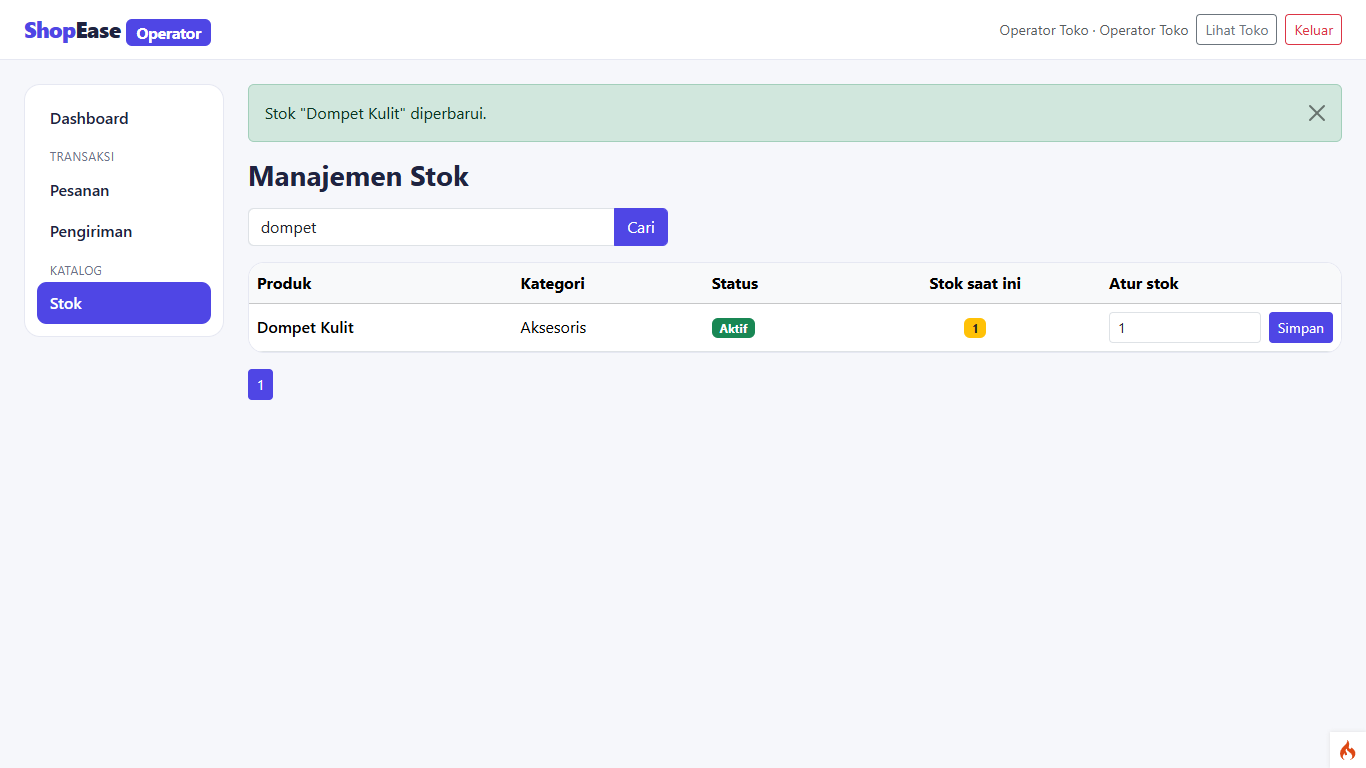 ShopEase Operator
Operator Toko · Operator Toko Lihat Toko Keluar
Dashboard
TRANSAKSI
Pesanan
Pengiriman
KATALOG
Stok
Stok "Dompet Kulit" diperbarui.
Manajemen Stok
dompet Cari
Produk Kategori Status Stok saat ini Atur stok
Dompet Kulit Aksesoris Aktif 1 1 Simpan
1